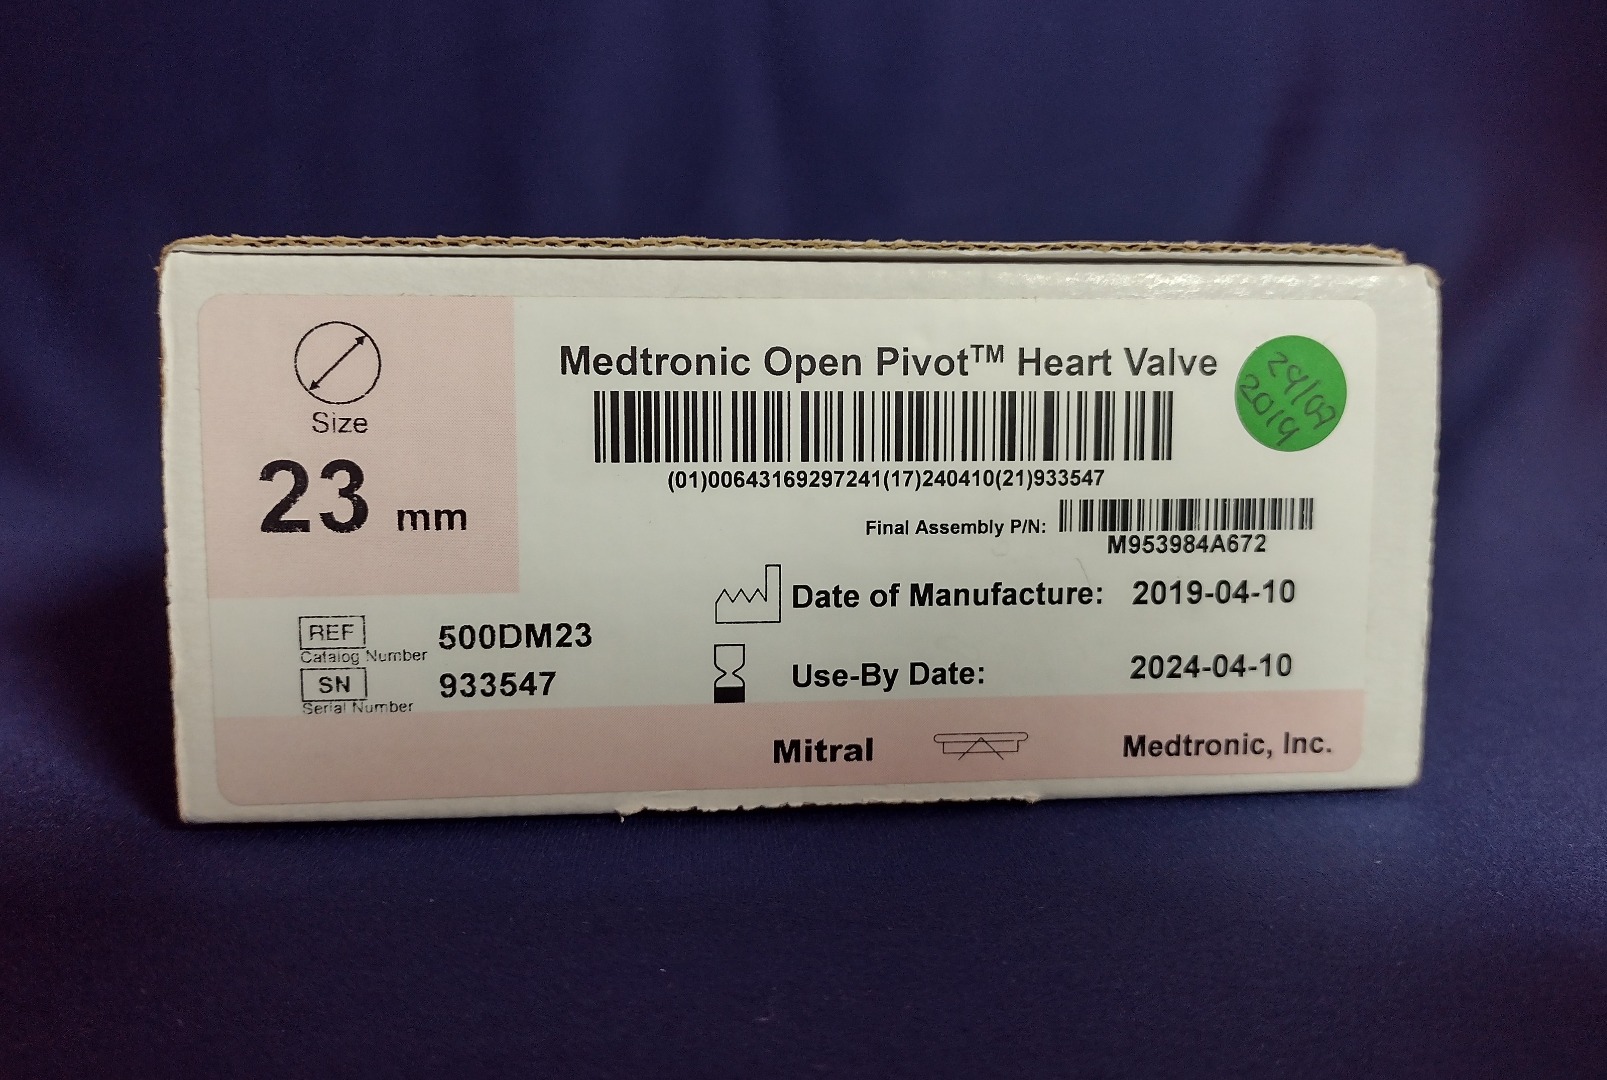 Medtronic Open Pivot™ Heart Valve
(01)00643169297241(17)240410(21)933547
Final Assembly P/N:
M953984A672
Size
23 mm
Date of Manufacture: 2019-04-10
Use-By Date: 2024-04-10
REF 500DM23
Catalog Number
SN 933547
Serial Number
Mitral
Medtronic, Inc.
2019